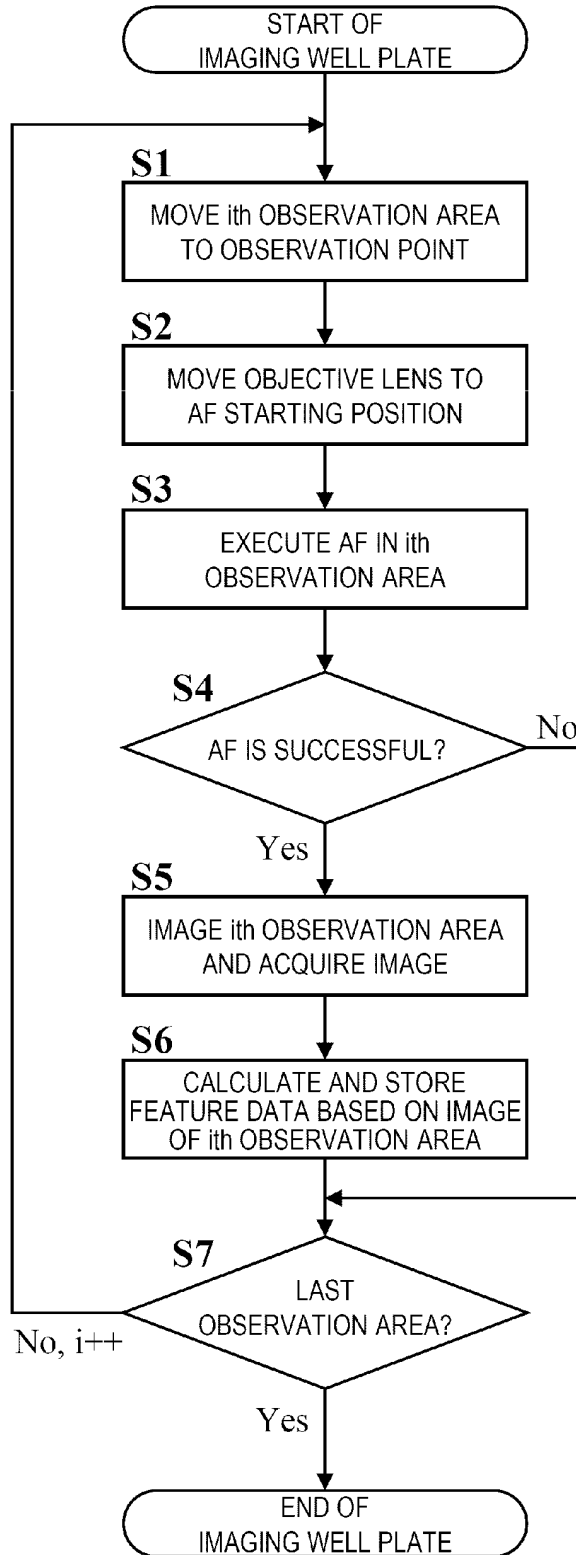 START OF
IMAGING WELL PLATE
S1
MOVE ith OBSERVATION AREA
TO OBSERVATION POINT
S2
MOVE OBJECTIVE LENS TO
AF STARTING POSITION
S3
EXECUTE AF IN ith
OBSERVATION AREA
S4
AF IS SUCCESSFUL?
No
Yes
S5
IMAGE ith OBSERVATION AREA
AND ACQUIRE IMAGE
S6
CALCULATE AND STORE
FEATURE DATA BASED ON IMAGE
OF ith OBSERVATION AREA
S7
LAST
OBSERVATION AREA?
No, i++
Yes
END OF
IMAGING WELL PLATE